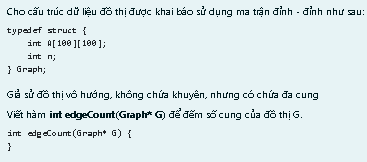 Cho cấu trúc dữ liệu đồ thị được khai báo sử dụng ma trận đỉnh - đỉnh như sau:
typedef struct {
int A[100][100];
int n;
} Graph;
Giả sử đồ thị vô hướng, không chứa khuyên, nhưng có chứa đa cung
Viết hàm int edgeCount(Graph* G) để đếm số cung của đồ thị G.
int edgeCount(Graph* G) {
}